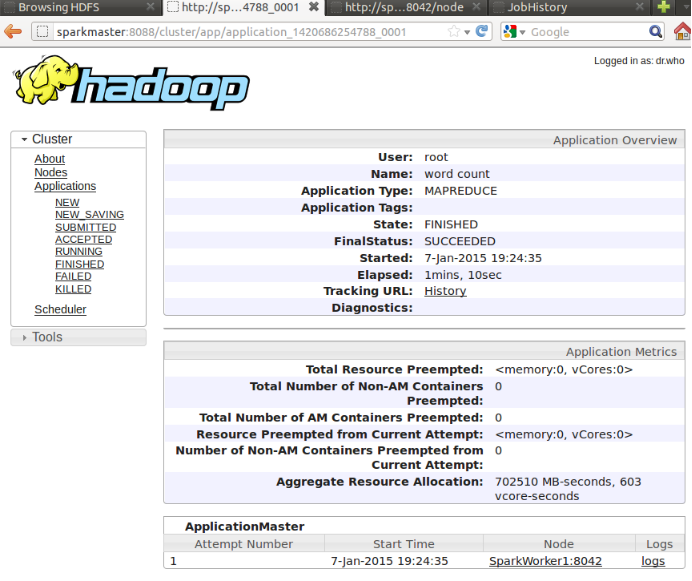 Browsing HDFS
http://sp...4788_0001
http://sp...8042/node
JobHistory
sparkmaster:8088/cluster/app/application_1420686254788_0001
Google
hadoop
Logged in as: dr.who
Cluster
About
Nodes
Applications
NEW
NEW_SAVING
SUBMITTED
ACCEPTED
RUNNING
FINISHED
FAILED
KILLED
Scheduler
Tools
Application Overview
User: root
Name: word count
Application Type: MAPREDUCE
Application Tags:
State: FINISHED
FinalStatus: SUCCEEDED
Started: 7-Jan-2015 19:24:35
Elapsed: 1mins, 10sec
Tracking URL: History
Diagnostics:
Application Metrics
Total Resource Preempted: <memory:0, vCores:0>
Total Number of Non-AM Containers 0
Preempted:
Total Number of AM Containers Preempted: 0
Resource Preempted from Current Attempt: <memory:0, vCores:0>
Number of Non-AM Containers Preempted from 0
Current Attempt:
Aggregate Resource Allocation: 702510 MB-seconds, 603
vcore-seconds
ApplicationMaster
Attempt Number Start Time Node Logs
1 7-Jan-2015 19:24:35 SparkWorker1:8042 logs